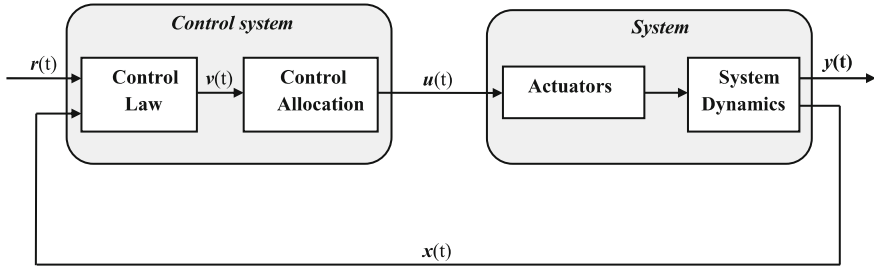 Control system
System
r(t)
Control
Law
v(t)
Control
Allocation
u(t)
Actuators
System
Dynamics
y(t)
x(t)